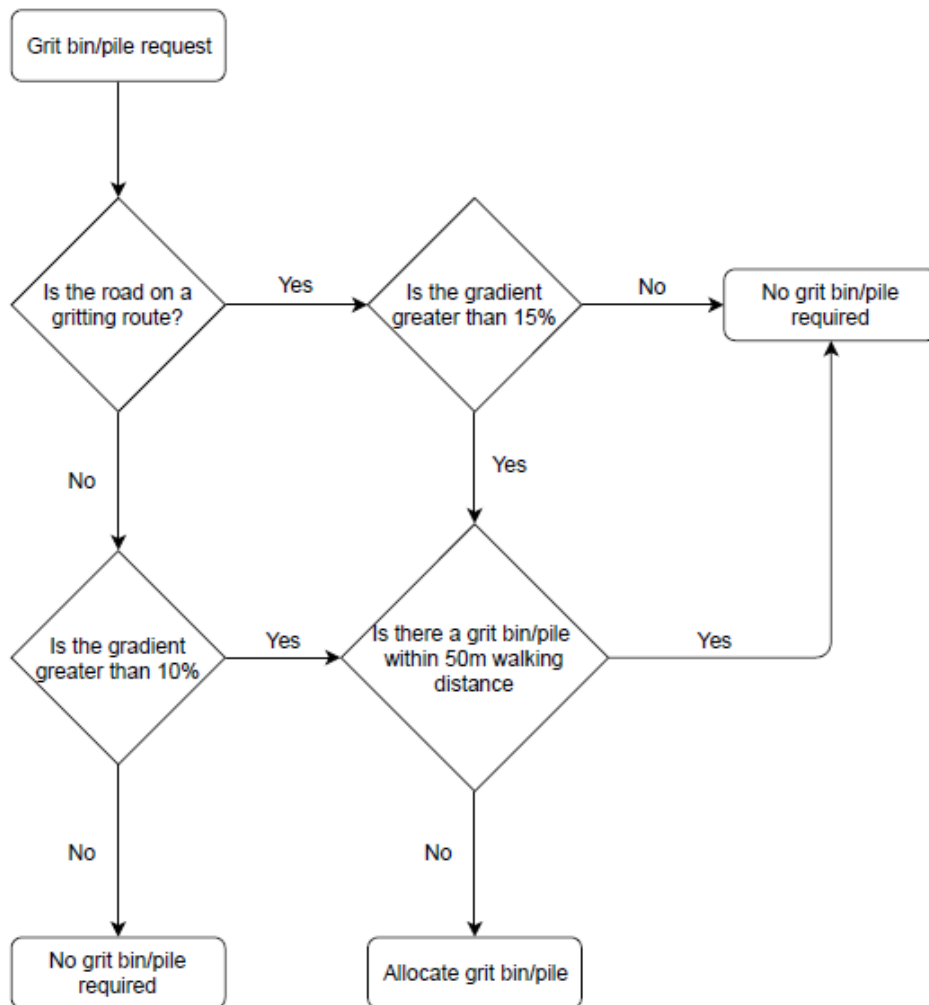 Grit bin/pile request
Is the road on a
gritting route?
Yes
Is the gradient
greater than 15%
No
No grit bin/pile
required
No
Yes
Is the gradient
greater than 10%
Yes
Is there a grit bin/pile
within 50m walking
distance
Yes
No
No
No grit bin/pile
required
Allocate grit bin/pile